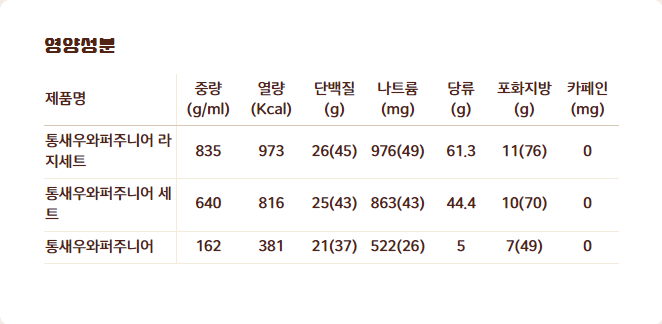 영양성분
제품명 중량 (g/ml) 열량 (Kcal) 단백질 (g) 나트륨 (mg) 당류 (g) 포화지방 (g) 카페인 (mg)
통새우와퍼주니어 라지세트 835 973 26(45) 976(49) 61.3 11(76) 0
통새우와퍼주니어 세트 640 816 25(43) 863(43) 44.4 10(70) 0
통새우와퍼주니어 162 381 21(37) 522(26) 5 7(49) 0